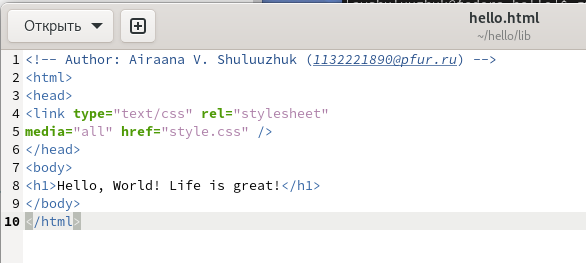 Открыть
hello.html
~/hello/lib
1 <!-- Author: Airaana V. Shuluuzhuk (1132221890@pfur.ru) -->
2 <html>
3 <head>
4 <link type="text/css" rel="stylesheet"
5 media="all" href="style.css" />
6 </head>
7 <body>
8 <h1>Hello, World! Life is great!</h1>
9 </body>
10 </html>